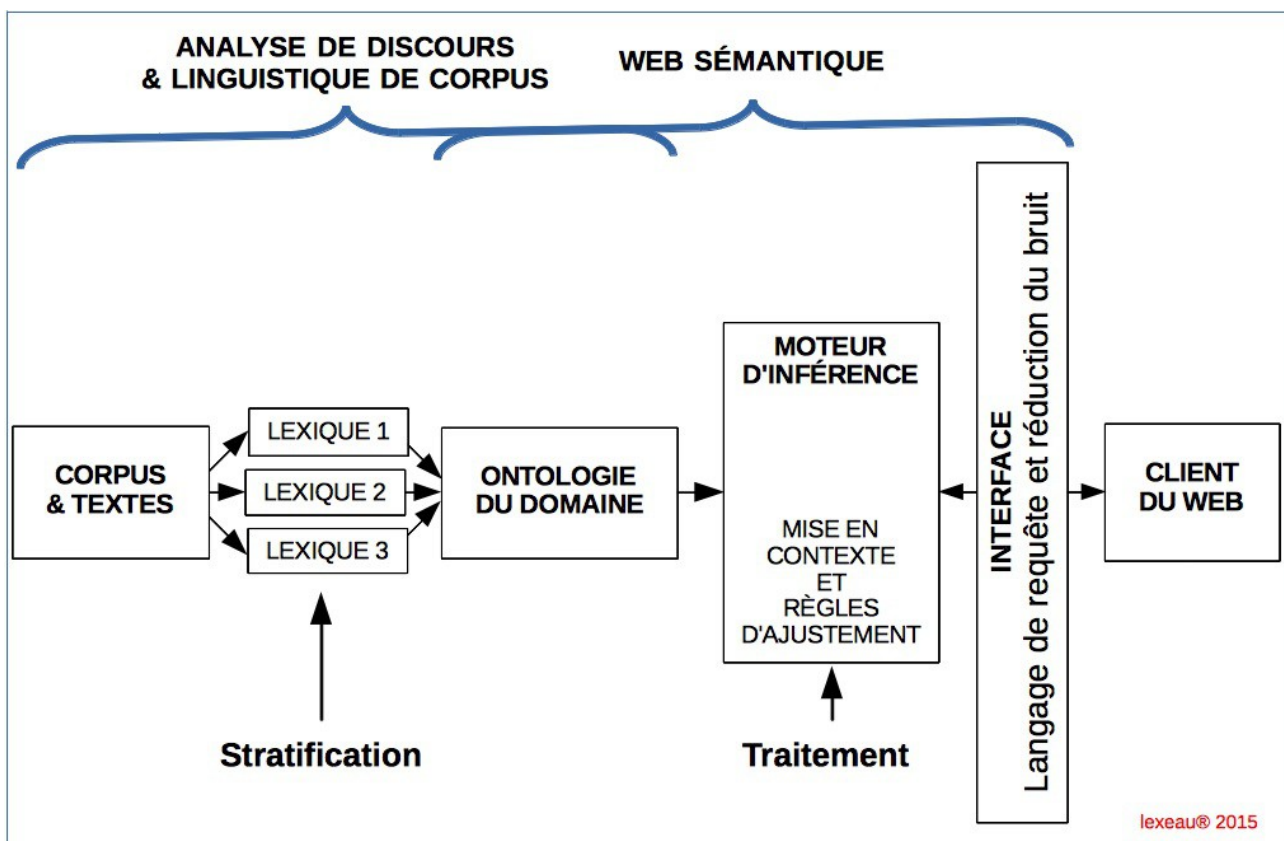 ANALYSE DE DISCOURS
& LINGUISTIQUE DE CORPUS
WEB SÉMANTIQUE
CORPUS
& TEXTES
LEXIQUE 1
LEXIQUE 2
LEXIQUE 3
ONTOLOGIE
DU DOMAINE
MOTEUR
D'INFÉRENCE
MISE EN
CONTEXTE
ET
RÈGLES
D'AJUSTEMENT
INTERFACE
Langage de requête et réduction du bruit
CLIENT
DU WEB
Stratification
Traitement
lexeau® 2015